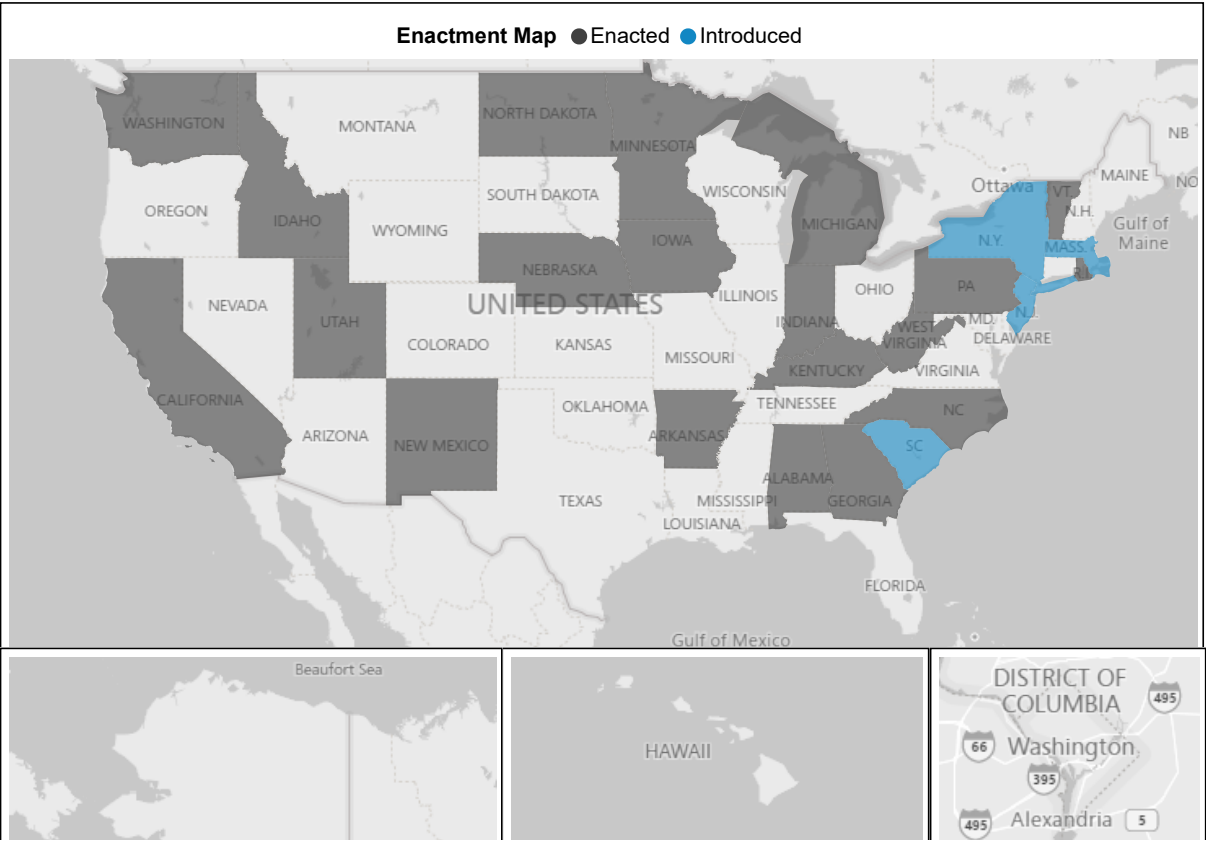 Enactment Map Enacted Introduced
WASHINGTON
MONTANA
NORTH DAKOTA
MINNESOTA
NB
Ottawa
MAINE
NO
VT.
N.H.
SOUTH DAKOTA
WISCONSIN
OREGON
IDAHO
WYOMING
MICHIGAN
Gulf of
Maine
N.Y.
MASS.
IOWA
NEBRASKA
R.I.
PA
NEVADA
UNITED STATES
ILLINOIS
OHIO
UTAH
INDIANA
N.J.
MD.
WEST
VIRGINIA
DELAWARE
COLORADO
KANSAS
MISSOURI
KENTUCKY
VIRGINIA
CALIFORNIA
OKLAHOMA
TENNESSEE
NC
ARIZONA
NEW MEXICO
ARKANSAS
SC
ALABAMA
TEXAS
MISSISSIPPI
GEORGIA
LOUISIANA
FLORIDA
Gulf of Mexico
Beaufort Sea
HAWAII
DISTRICT OF
COLUMBIA
495
66
Washington
395
495
Alexandria
5